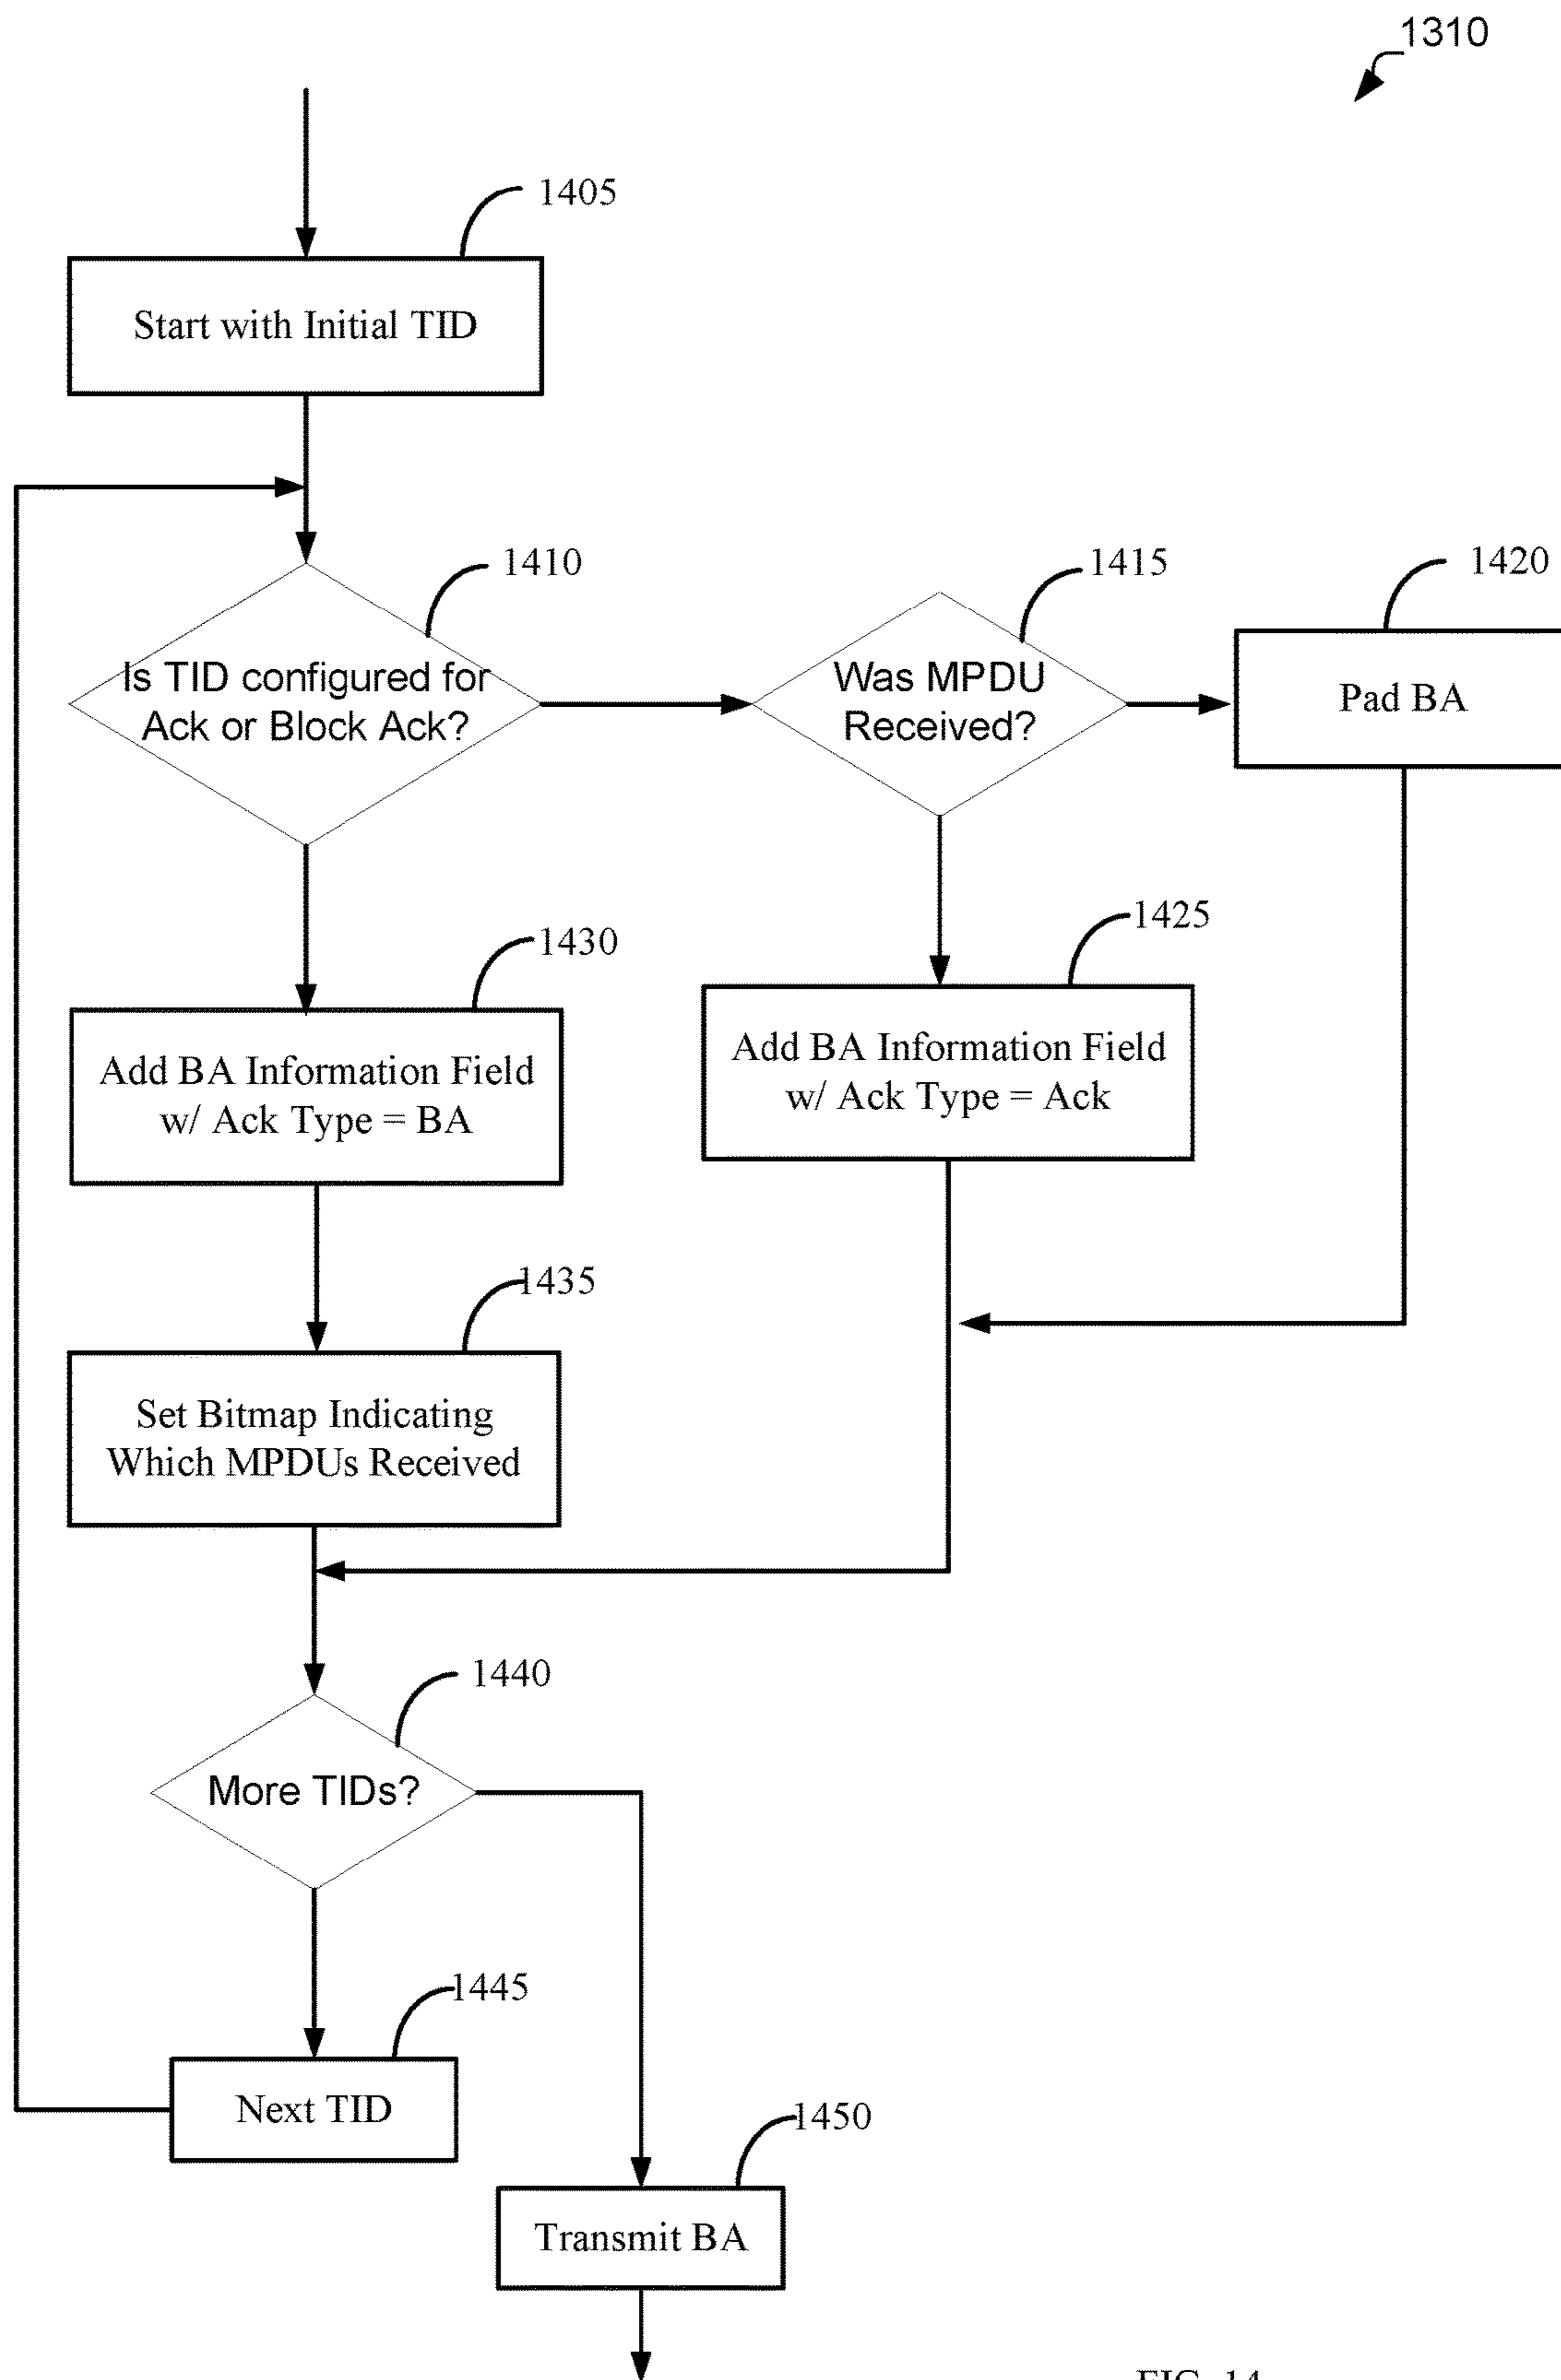 1310
1405
Start with Initial TID
1410
Is TID configured for
Ack or Block Ack?
1415
Was MPDU
Received?
1420
Pad BA
1430
Add BA Information Field
w/ Ack Type = BA
1425
Add BA Information Field
w/ Ack Type = Ack
1435
Set Bitmap Indicating
Which MPDUs Received
1440
More TIDs?
1445
Next TID
1450
Transmit BA
FIG. 14